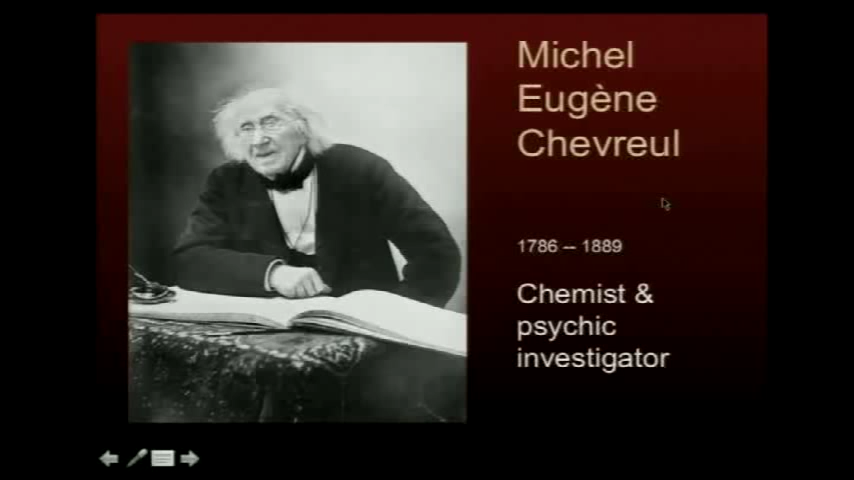 Michel
Eugène
Chevreul
1786 -- 1889
Chemist &
psychic
investigator